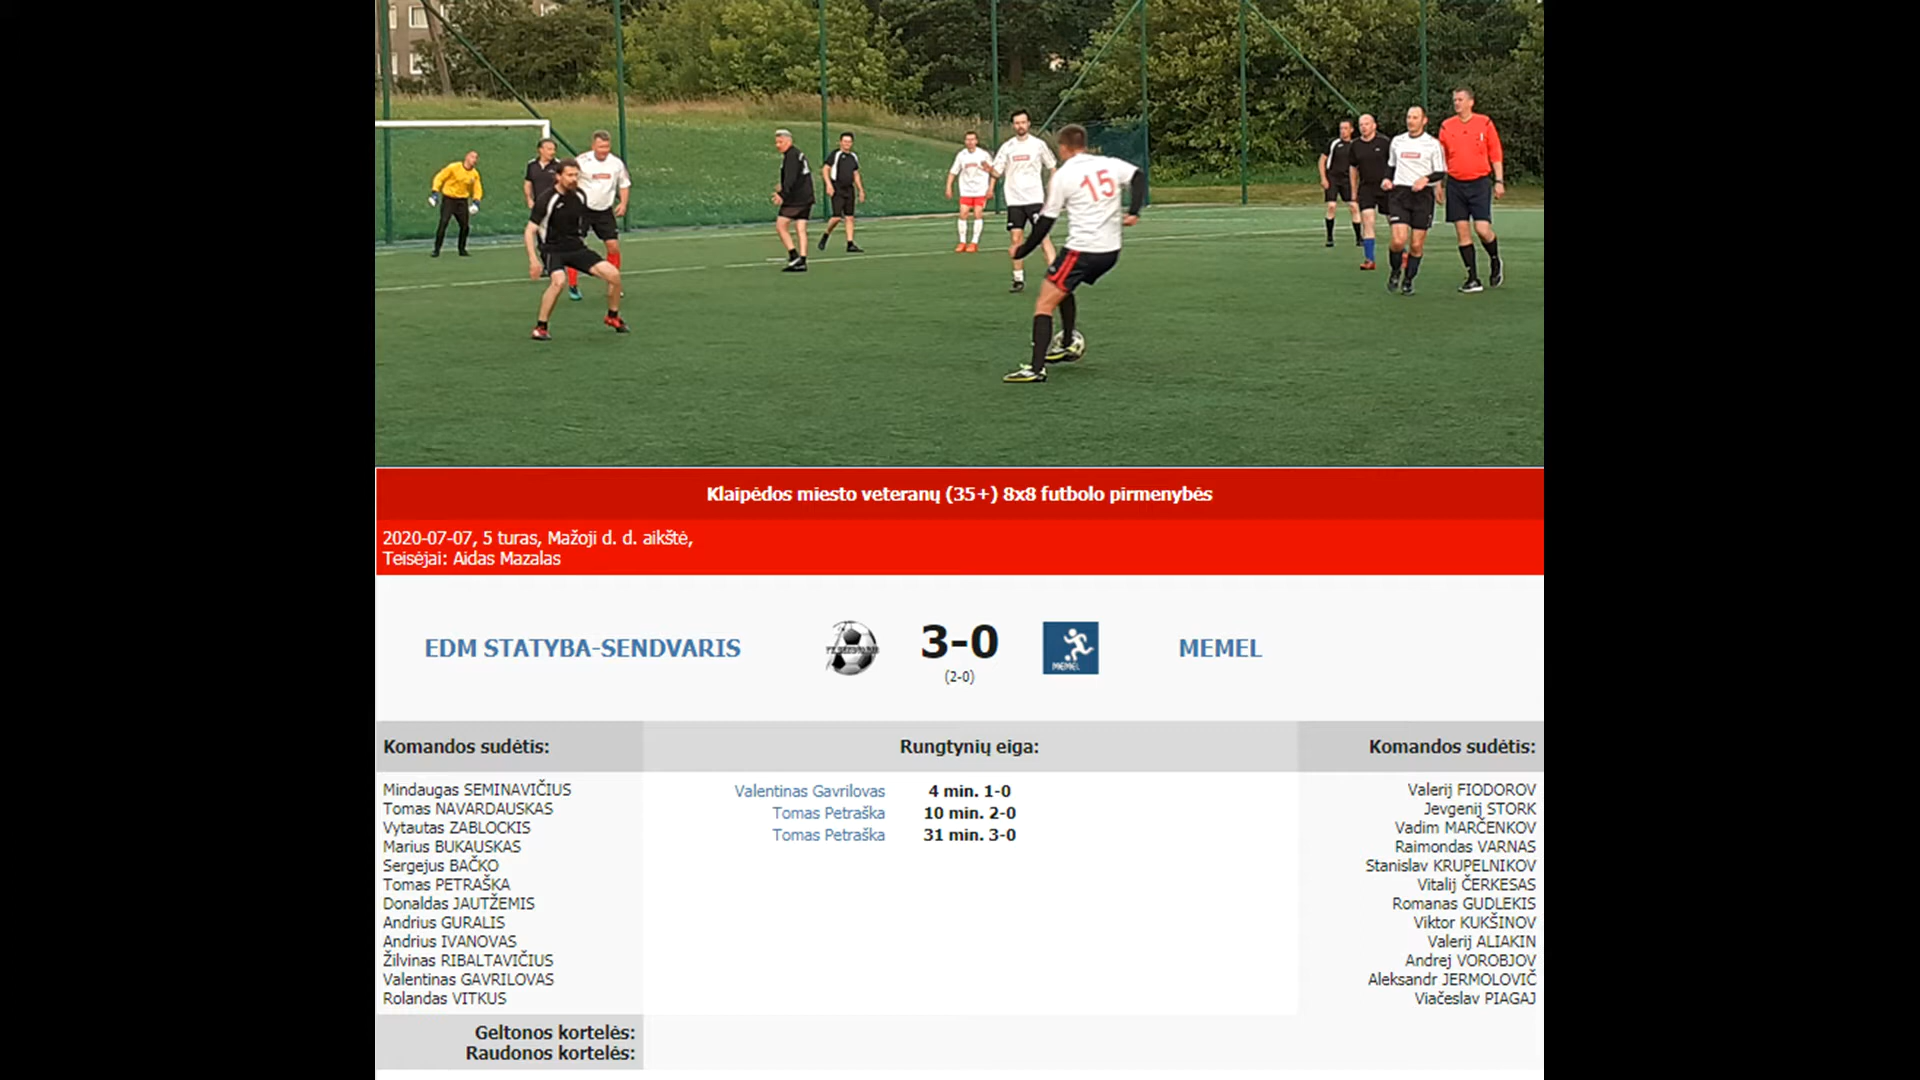 15
Klaipėdos miesto veteranų (35+) 8x8 futbolo pirmenybės
2020-07-07, 5 turas, Mažoji d. d. aikštė,
Teisėjai: Aidas Mazalas
EDM STATYBA-SENDVARIS
3-0
MEMEL
MEMEL
(2-0)
Komandos sudėtis:
Rungtynių eiga:
Komandos sudėtis:
Mindaugas SEMINAVIČIUS
Tomas NAVARDAUSKAS
Vytautas ZABLOCKIS
Marius BUKAUSKAS
Sergejus BAČKO
Tomas PETRAŠKA
Donaldas JAUTŽEMIS
Andrius GURALIS
Andrius IVANOVAS
Žilvinas RIBALTAVIČIUS
Valentinas GAVRILOVAS
Rolandas VITKUS
Valentinas Gavrilovas 4 min. 1-0
Tomas Petraška 10 min. 2-0
Tomas Petraška 31 min. 3-0
Valerij FIODOROV
Jevgenij STORK
Vadim MARČENKOV
Raimondas VARNAS
Stanislav KRUPELNIKOV
Vitalij ČERKESAS
Romanas GUDLEKIS
Viktor KUKŠINOV
Valerij ALIAKIN
Andrej VOROBJOV
Aleksandr JERMOLOVIČ
Viačeslav PIAGAJ
Geltonos kortelės:
Raudonos kortelės: